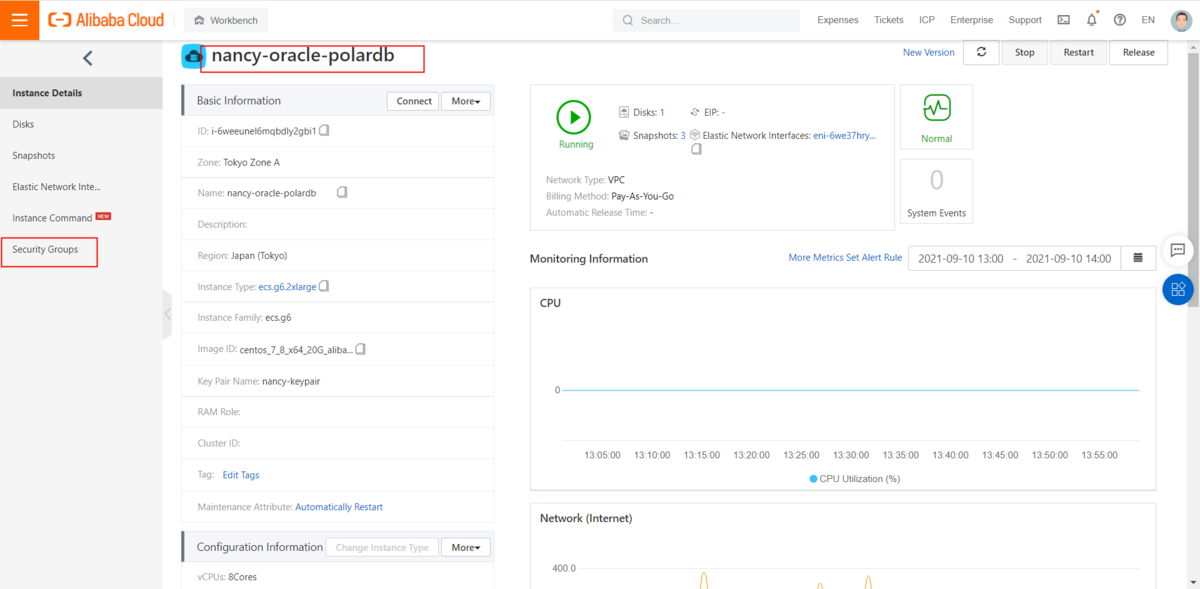 Alibaba Cloud
Workbench
Search...
Expenses Tickets ICP Enterprise Support EN
nancy-oracle-polardb
New Version Stop Restart Release
Instance Details
Disks
Snapshots
Elastic Network Inte...
Instance Command NEW
Security Groups
Basic Information Connect More
ID: i-6weeunel6mqbdly2gbi1
Zone: Tokyo Zone A
Name: nancy-oracle-polardb
Description:
Region: Japan (Tokyo)
Instance Type: ecs.g6.2xlarge
Instance Family: ecs.g6
Image ID: centos_7_8_x64_20G_aliba...
Key Pair Name: nancy-keypair
RAM Role:
Cluster ID:
Tag: Edit Tags
Maintenance Attribute: Automatically Restart
Configuration Information Change Instance Type More
vCPUs: 8Cores
Running
Disks: 1 EIP: -
Snapshots: 3 Elastic Network Interfaces: eni-6we37hry...
Network Type: VPC
Billing Method: Pay-As-You-Go
Automatic Release Time: -
Normal
0
System Events
Monitoring Information More Metrics Set Alert Rule 2021-09-10 13:00 - 2021-09-10 14:00
CPU
0
13:05:00 13:10:00 13:15:00 13:20:00 13:25:00 13:30:00 13:35:00 13:40:00 13:45:00 13:50:00 13:55:00
CPU Utilization (%)
Network (Internet)
400.0